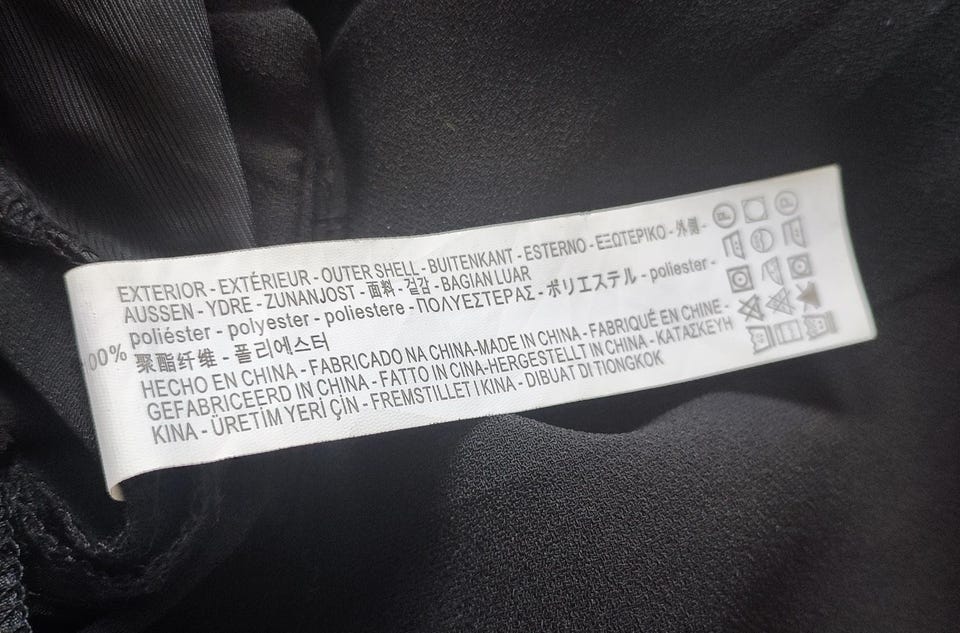 EXTERIOR - EXTÉRIEUR - OUTER SHELL - BUITENKANT - ESTERNO - ΕΞΩΤΕΡΙΚΟ - 外側 -
AUSSEN - YDRE - ZUNANJOST - 面料 - 겉감 - BAGIAN LUAR
poliéster - polyester - poliestere - ΠΟΛΥΕΣΤΕΡΑΣ - ポリエステル - poliester -
00% 聚酯纤维 - 폴리에스터
HECHO EN CHINA - FABRICADO NA CHINA-MADE IN CHINA - FABRIQUÉ EN CHINE -
GEFABRICEERD IN CHINA - FATTO IN CINA-HERGESTELLT IN CHINA - ΚΑΤΑΣΚΕΥΗ
ΚΙΝΑ - ÜRETİM YERİ ÇİN - FREMSTILLET I KINA - DIBUAT DI TIONGKOK